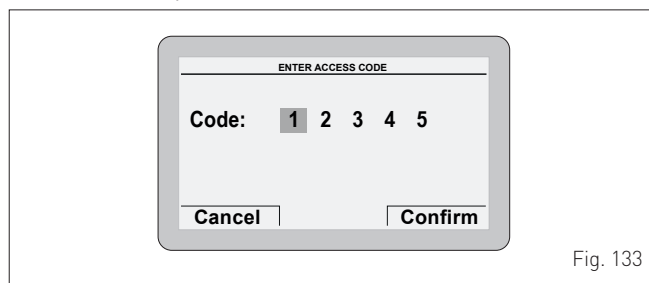 ENTER ACCESS CODE
Code: 1 2 3 4 5
Cancel Confirm
Fig. 133